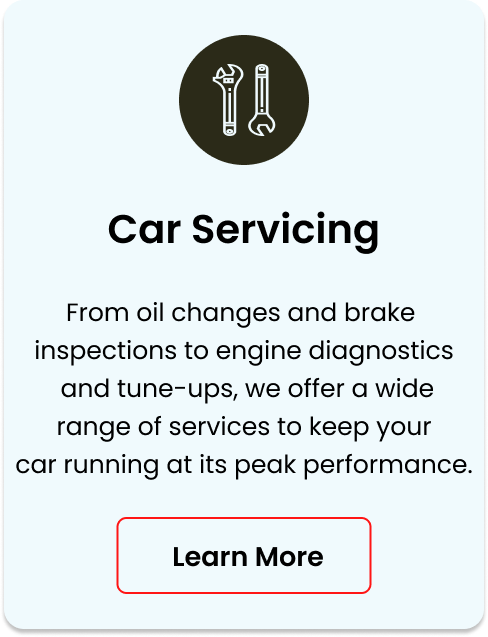 Car Servicing
From oil changes and brake
inspections to engine diagnostics
and tune-ups, we offer a wide
range of services to keep your
car running at its peak performance.
Learn More